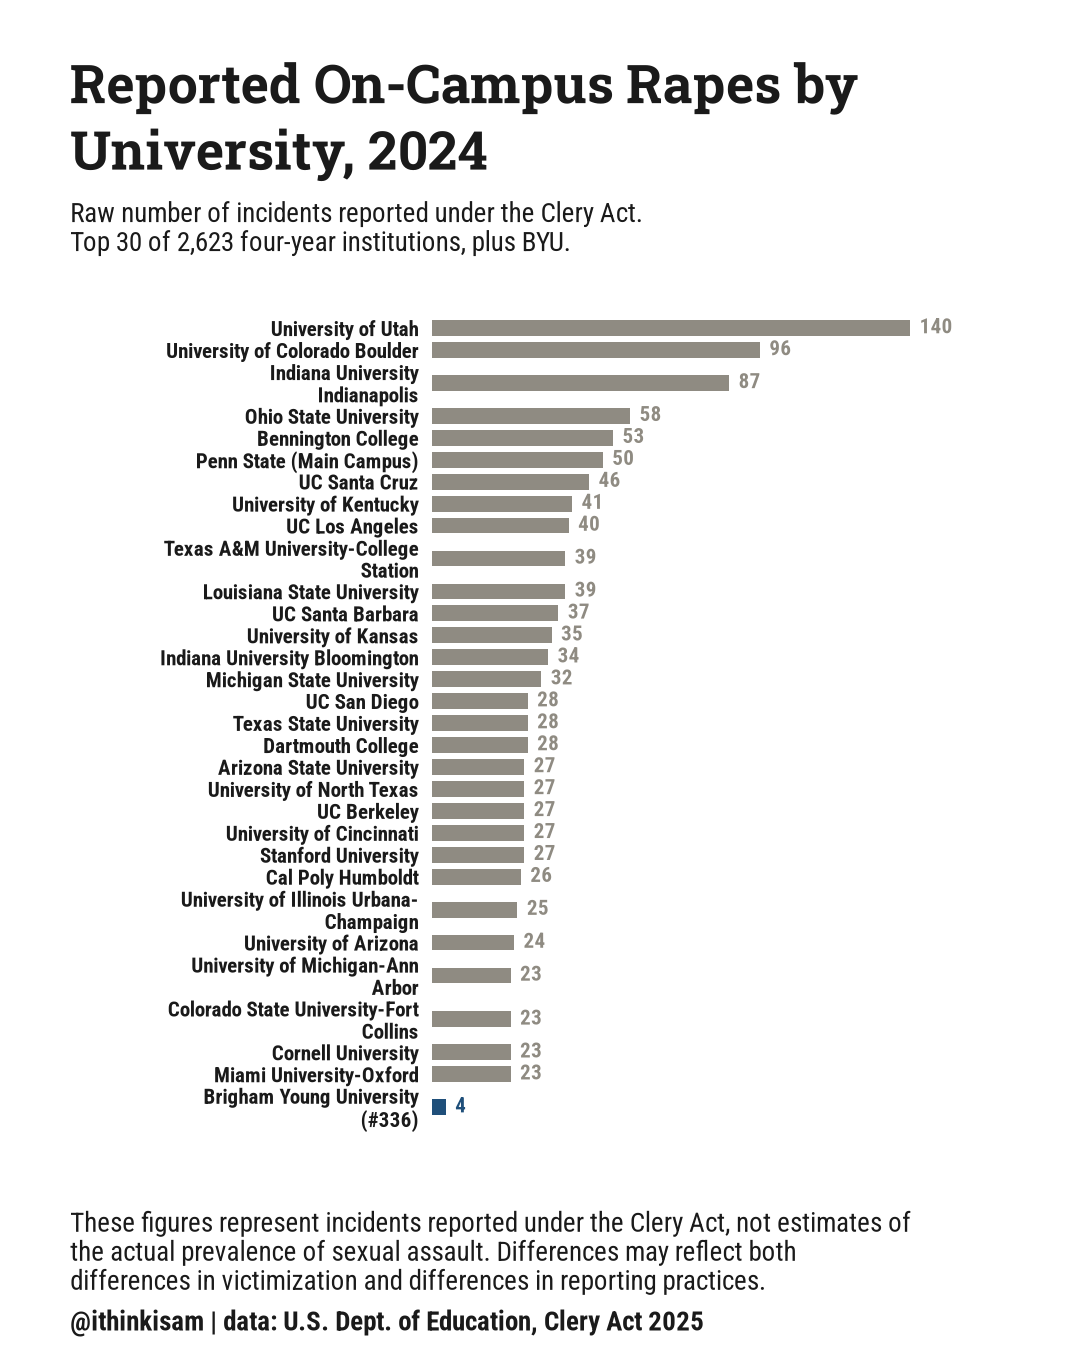 Reported On-Campus Rapes by
University, 2024
Raw number of incidents reported under the Clery Act.
Top 30 of 2,623 four-year institutions, plus BYU.
University of Utah 140
University of Colorado Boulder 96
Indiana University
Indianapolis 87
Ohio State University 58
Bennington College 53
Penn State (Main Campus) 50
UC Santa Cruz 46
University of Kentucky 41
UC Los Angeles 40
Texas A&M University-College
Station 39
Louisiana State University 39
UC Santa Barbara 37
University of Kansas 35
Indiana University Bloomington 34
Michigan State University 32
UC San Diego 28
Texas State University 28
Dartmouth College 28
Arizona State University 27
University of North Texas 27
UC Berkeley 27
University of Cincinnati 27
Stanford University 27
Cal Poly Humboldt 26
University of Illinois Urbana-
Champaign 25
University of Arizona 24
University of Michigan-Ann
Arbor 23
Colorado State University-Fort
Collins 23
Cornell University 23
Miami University-Oxford 23
Brigham Young University
(#336) 4
These figures represent incidents reported under the Clery Act, not estimates of
the actual prevalence of sexual assault. Differences may reflect both
differences in victimization and differences in reporting practices.
@ithinkisam | data: U.S. Dept. of Education, Clery Act 2025